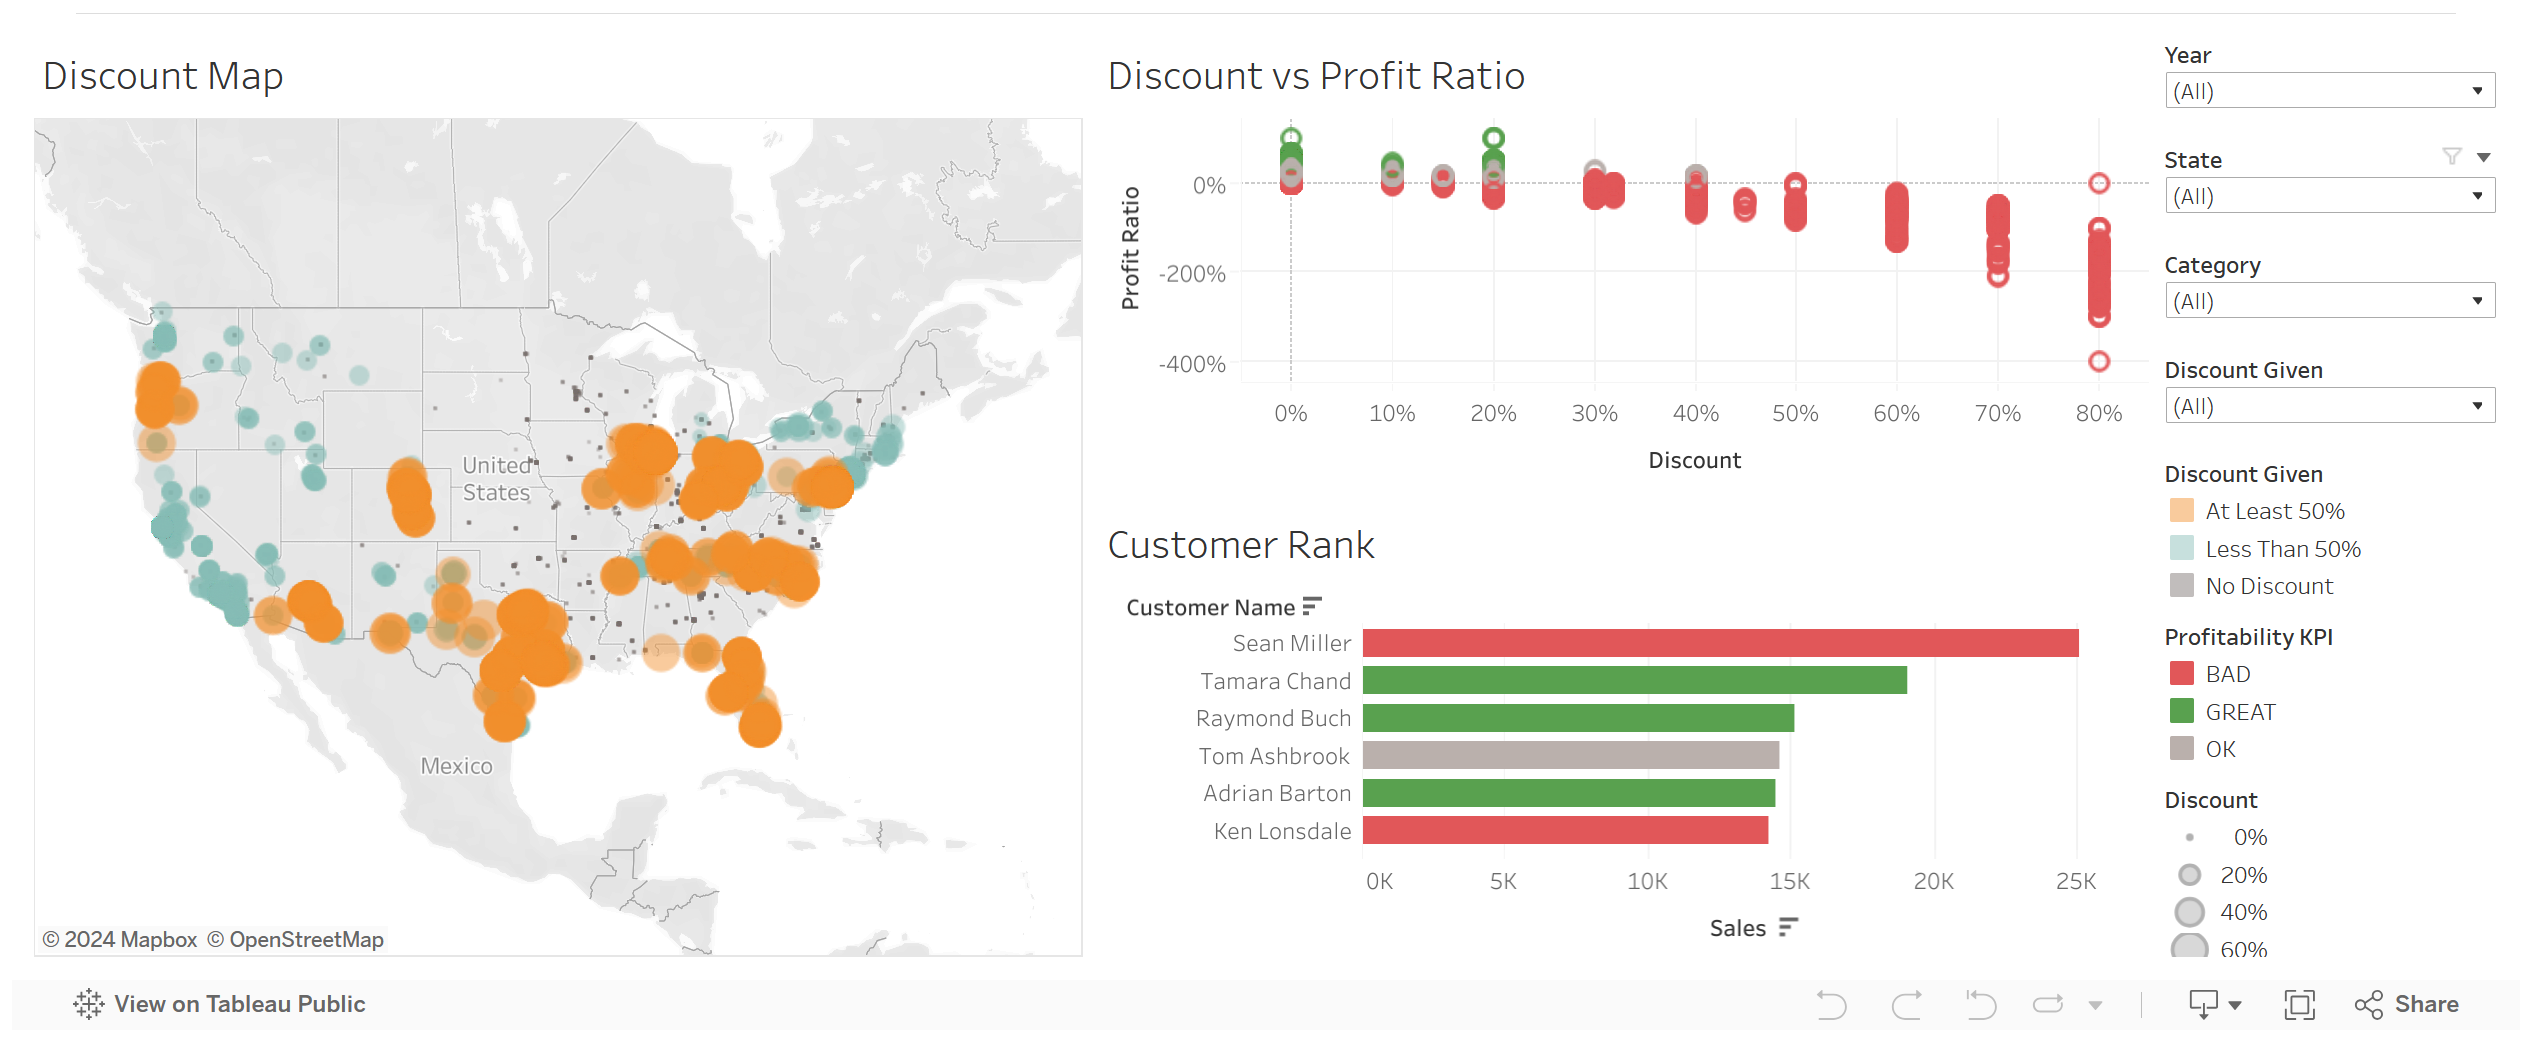 Discount Map
United
States
Mexico
© 2024 Mapbox © OpenStreetMap
Discount vs Profit Ratio
Profit Ratio
0%
-200%
-400%
0% 10% 20% 30% 40% 50% 60% 70% 80%
Discount
Customer Rank
Customer Name
Sean Miller
Tamara Chand
Raymond Buch
Tom Ashbrook
Adrian Barton
Ken Lonsdale
0K 5K 10K 15K 20K 25K
Sales
Year
(All)
State
(All)
Category
(All)
Discount Given
(All)
Discount Given
At Least 50%
Less Than 50%
No Discount
Profitability KPI
BAD
GREAT
OK
Discount
0%
20%
40%
60%
View on Tableau Public
Share